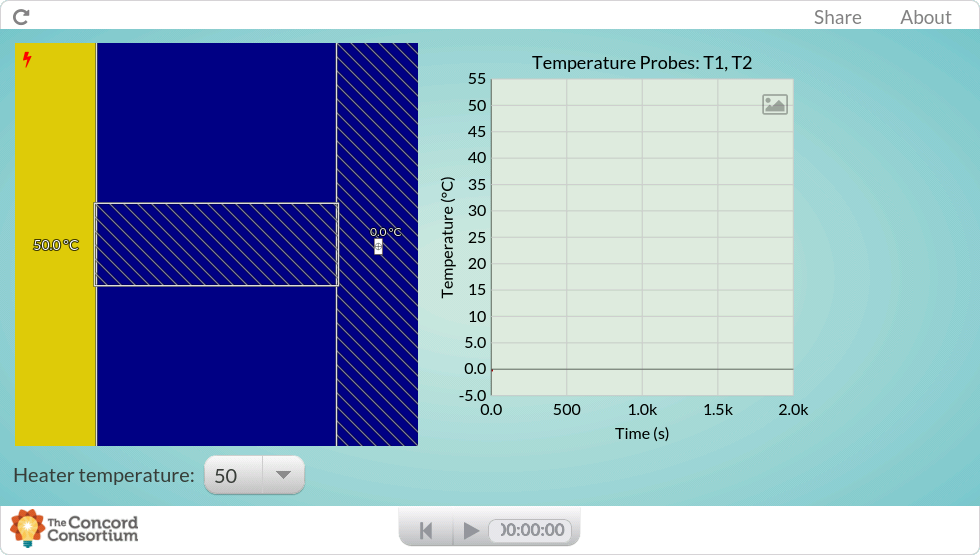 Share About
Temperature Probes: T1, T2
55
50
45
40
35
30
25
20
15
10
5.0
0.0
-5.0
Temperature (°C)
0.0 500 1.0k 1.5k 2.0k
Time (s)
50.0 °C
0.0 °C
Heater temperature: 50
The Concord
Consortium
00:00:00